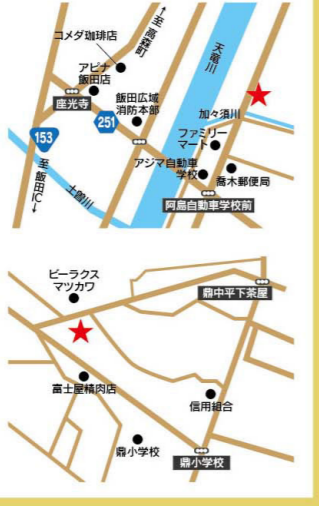 コメダ珈琲店
←至 高森町
アピナ
飯田店
座光寺
251
153
飯田広域
消防本部
天竜川
加々須川
ファミリー
マート
アジマ自動車
学校
喬木郵便局
至 飯田IC→
土曽川
阿島自動車学校前
ビーラクス
マツカワ
鼎中平下茶屋
富士屋精肉店
信用組合
鼎小学校
鼎小学校